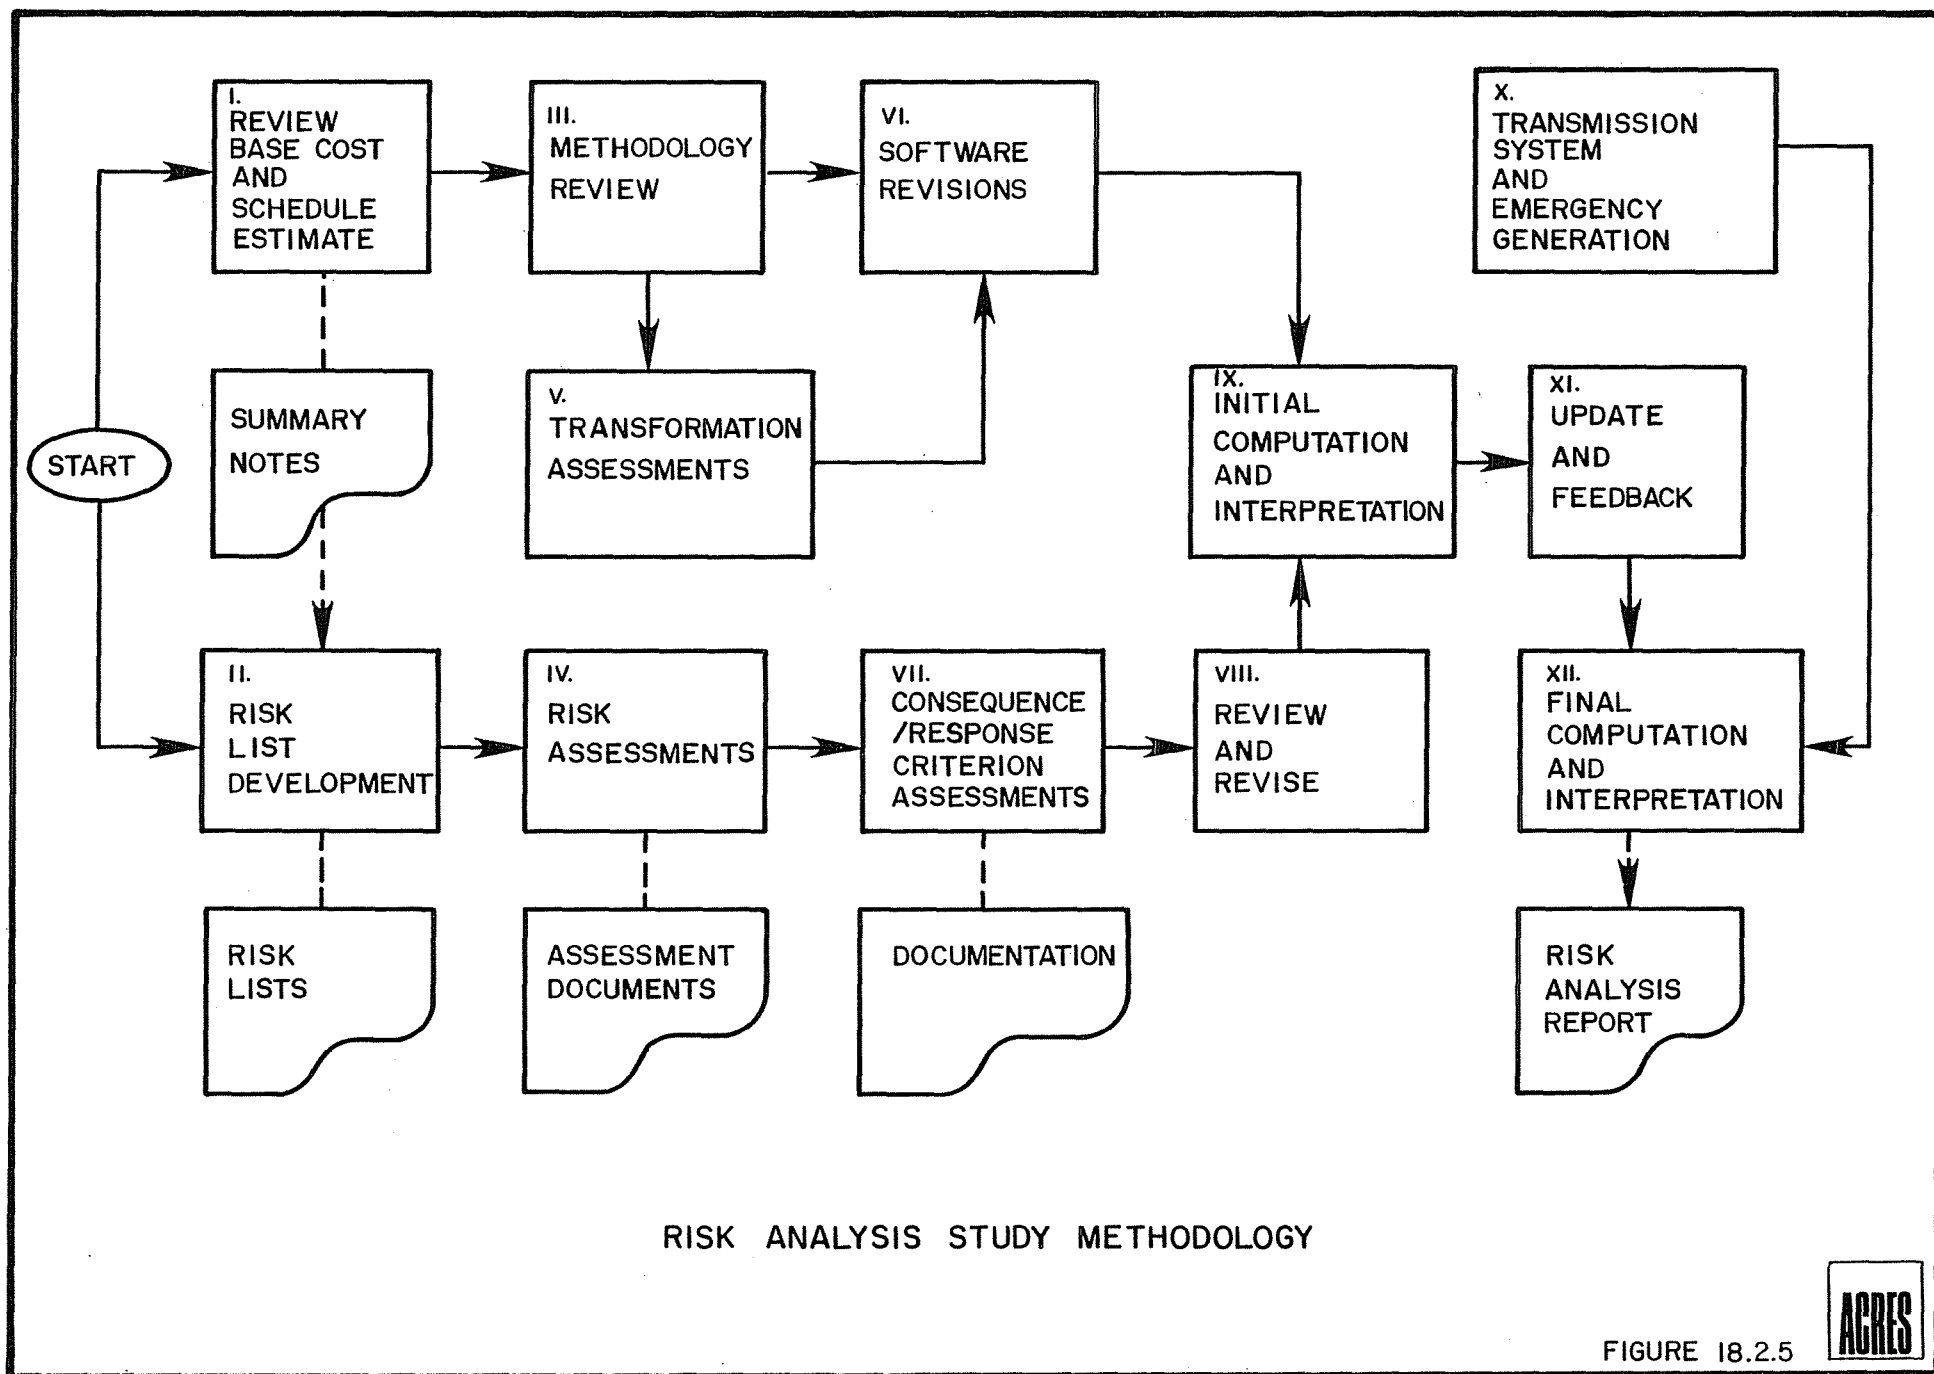 I.
REVIEW
BASE COST
AND
SCHEDULE
ESTIMATE
III.
METHODOLOGY
REVIEW
VI.
SOFTWARE
REVISIONS
X.
TRANSMISSION
SYSTEM
AND
EMERGENCY
GENERATION
START
SUMMARY
NOTES
V.
TRANSFORMATION
ASSESSMENTS
IX.
INITIAL
COMPUTATION
AND
INTERPRETATION
XI.
UPDATE
AND
FEEDBACK
II.
RISK
LIST
DEVELOPMENT
IV.
RISK
ASSESSMENTS
VII.
CONSEQUENCE
/RESPONSE
CRITERION
ASSESSMENTS
VIII.
REVIEW
AND
REVISE
XII.
FINAL
COMPUTATION
AND
INTERPRETATION
RISK
LISTS
ASSESSMENT
DOCUMENTS
DOCUMENTATION
RISK
ANALYSIS
REPORT
RISK ANALYSIS STUDY METHODOLOGY
FIGURE 18.2.5
ACRES